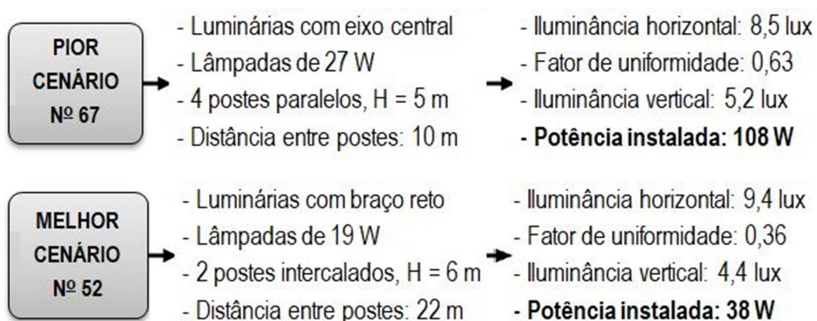 PIOR
CENÁRIO
Nº 67
- Luminárias com eixo central
- Lâmpadas de 27 W
- 4 postes paralelos, H = 5 m
- Distância entre postes: 10 m
- Iluminância horizontal: 8,5 lux
- Fator de uniformidade: 0,63
- Iluminância vertical: 5,2 lux
- Potência instalada: 108 W
MELHOR
CENÁRIO
Nº 52
- Luminárias com braço reto
- Lâmpadas de 19 W
- 2 postes intercalados, H = 6 m
- Distância entre postes: 22 m
- Iluminância horizontal: 9,4 lux
- Fator de uniformidade: 0,36
- Iluminância vertical: 4,4 lux
- Potência instalada: 38 W